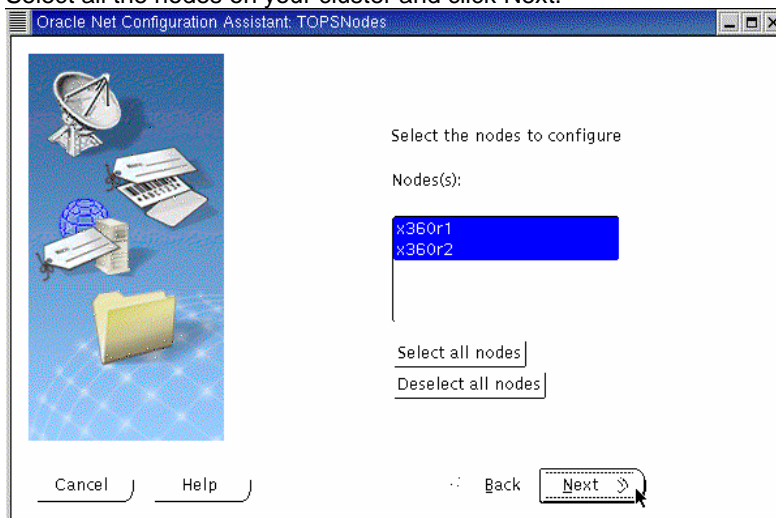 Select all the nodes on your cluster and click Next.
Oracle Net Configuration Assistant: TOPSNodes
Select the nodes to configure
Nodes(s):
x360r1
x360r2
Select all nodes
Deselect all nodes
Cancel
Help
Back
Next